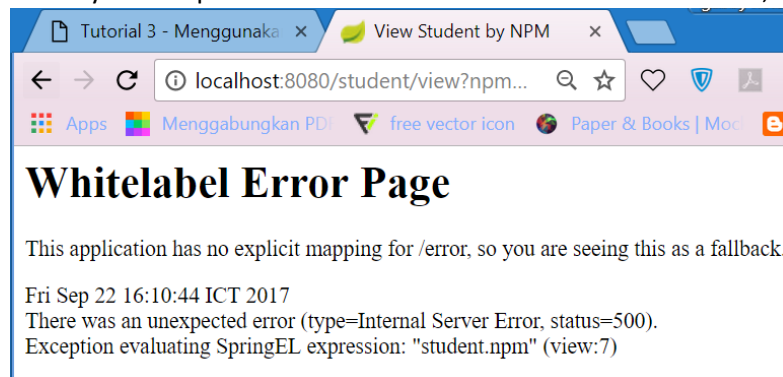 Tutorial 3 - Menggunaka
View Student by NPM
localhost:8080/student/view?npm...
Apps
Menggabungkan PD
free vector icon
Paper & Books | Moc
Whitelabel Error Page
This application has no explicit mapping for /error, so you are seeing this as a fallback.
Fri Sep 22 16:10:44 ICT 2017
There was an unexpected error (type=Internal Server Error, status=500).
Exception evaluating SpringEL expression: "student.npm" (view:7)